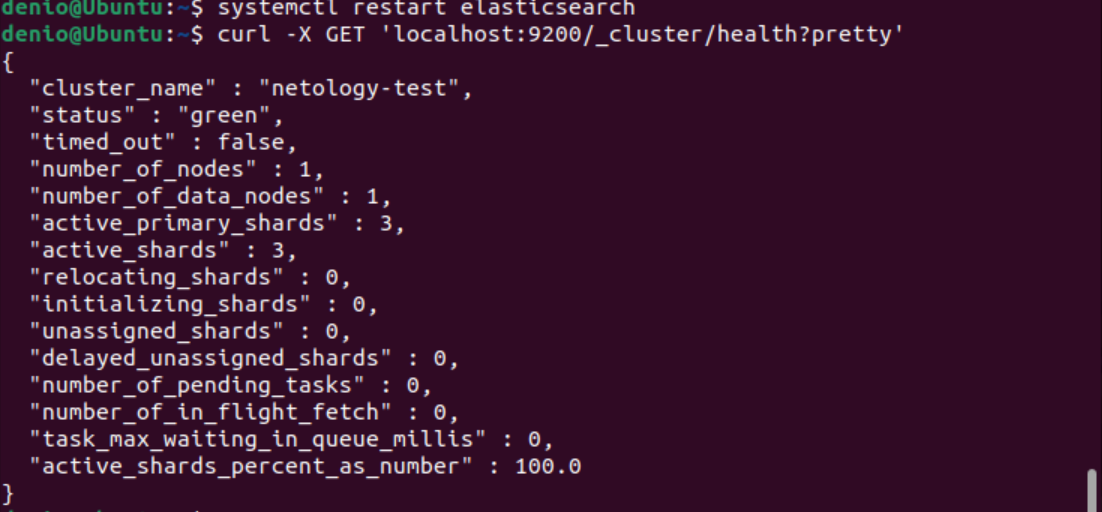 denio@Ubuntu:~$ systemctl restart elasticsearch
denio@Ubuntu:~$ curl -X GET 'localhost:9200/_cluster/health?pretty'
{
  "cluster_name" : "netology-test",
  "status" : "green",
  "timed_out" : false,
  "number_of_nodes" : 1,
  "number_of_data_nodes" : 1,
  "active_primary_shards" : 3,
  "active_shards" : 3,
  "relocating_shards" : 0,
  "initializing_shards" : 0,
  "unassigned_shards" : 0,
  "delayed_unassigned_shards" : 0,
  "number_of_pending_tasks" : 0,
  "number_of_in_flight_fetch" : 0,
  "task_max_waiting_in_queue_millis" : 0,
  "active_shards_percent_as_number" : 100.0
}